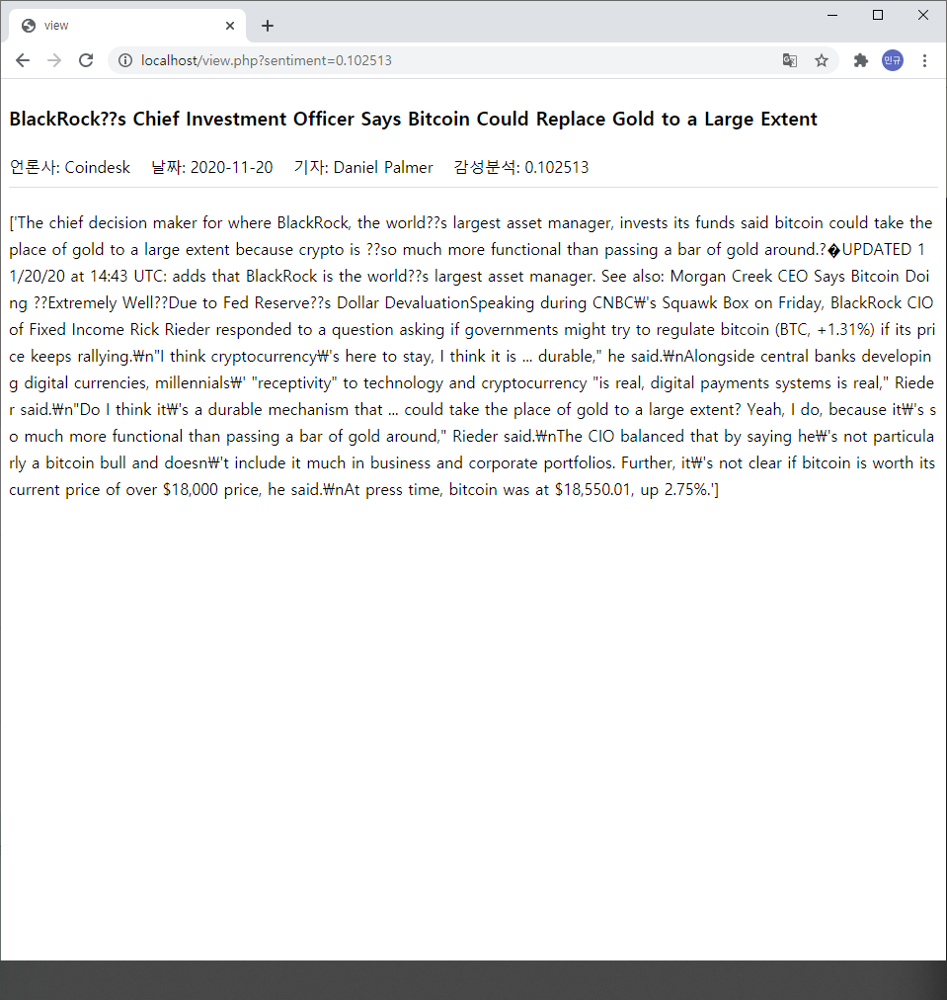 view
localhost/view.php?sentiment=0.102513
민규
BlackRock??s Chief Investment Officer Says Bitcoin Could Replace Gold to a Large Extent
언론사: Coindesk 날짜: 2020-11-20 기자: Daniel Palmer 감성분석: 0.102513
['The chief decision maker for where BlackRock, the world??s largest asset manager, invests its funds said bitcoin could take the
place of gold to a large extent because crypto is ??so much more functional than passing a bar of gold around.?�UPDATED 1
1/20/20 at 14:43 UTC: adds that BlackRock is the world??s largest asset manager. See also: Morgan Creek CEO Says Bitcoin Doi
ng ??Extremely Well??Due to Fed Reserve??s Dollar DevaluationSpeaking during CNBC₩'s Squawk Box on Friday, BlackRock CIO
of Fixed Income Rick Rieder responded to a question asking if governments might try to regulate bitcoin (BTC, +1.31%) if its pri
ce keeps rallying.₩n"I think cryptocurrency₩'s here to stay, I think it is ... durable," he said.₩nAlongside central banks developin
g digital currencies, millennials₩' "receptivity" to technology and cryptocurrency "is real, digital payments systems is real," Riede
r said.₩n"Do I think it₩'s a durable mechanism that ... could take the place of gold to a large extent? Yeah, I do, because it₩'s s
o much more functional than passing a bar of gold around," Rieder said.₩nThe CIO balanced that by saying he₩'s not particula
rly a bitcoin bull and doesn₩'t include it much in business and corporate portfolios. Further, it₩'s not clear if bitcoin is worth its
current price of over $18,000 price, he said.₩nAt press time, bitcoin was at $18,550.01, up 2.75%.']